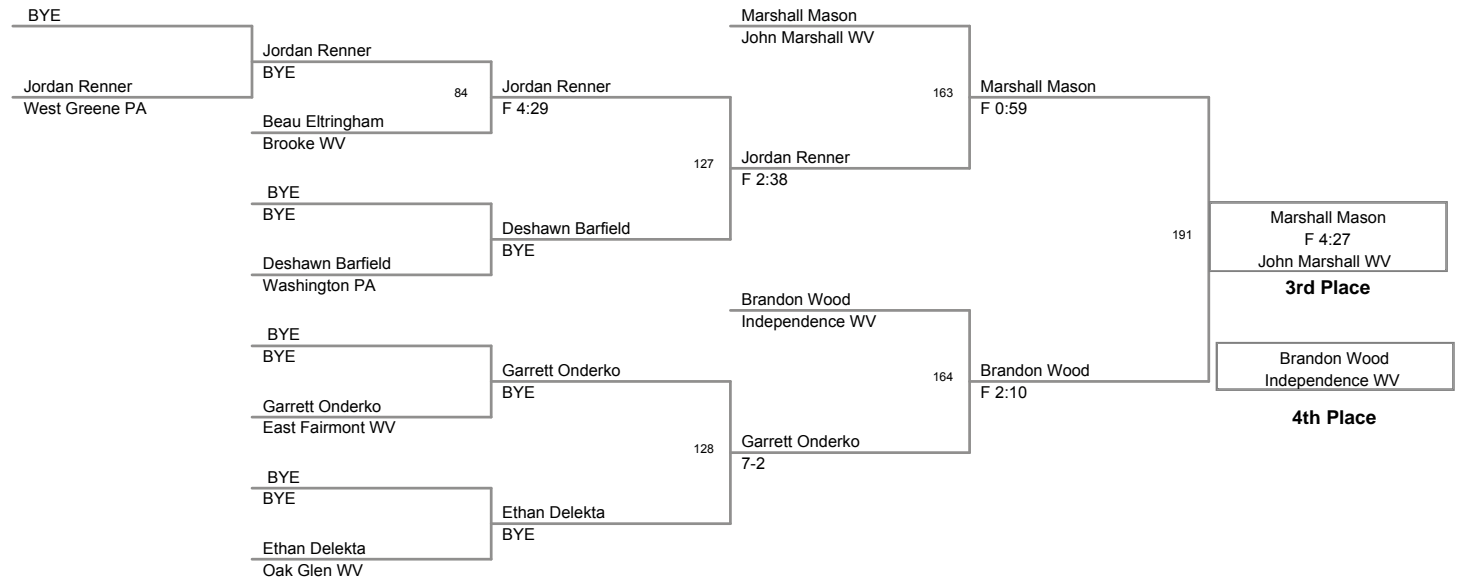 BYE
Jordan Renner
West Greene PA
Jordan Renner
BYE
84
Beau Eltringham
Brooke WV
BYE
BYE
Deshawn Barfield
Washington PA
BYE
BYE
Garrett Onderko
East Fairmont WV
BYE
BYE
Ethan Delekta
Oak Glen WV
Jordan Renner
F 4:29
127
Deshawn Barfield
BYE
Garrett Onderko
BYE
128
Ethan Delekta
BYE
Marshall Mason
John Marshall WV
163
Jordan Renner
F 2:38
Brandon Wood
Independence WV
164
Garrett Onderko
7-2
Marshall Mason
F 0:59
191
Brandon Wood
F 2:10
Marshall Mason
F 4:27
John Marshall WV
3rd Place
Brandon Wood
Independence WV
4th Place